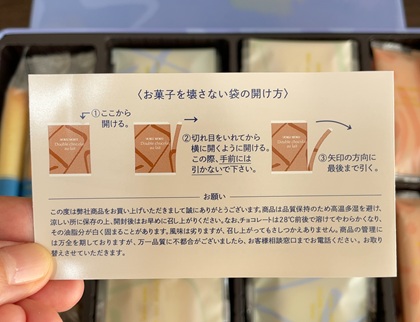 〈お菓子を壊さない袋の開け方〉
①ここから
開ける。
②切れ目をいれてから
横に開くように開ける。
この際、手前には
引かないで下さい。
③矢印の方向に
最後まで引く。
お願い
この度は弊社商品をお買い上げいただきまして誠にありがとうございます。商品は品質保持のため高温多湿を避け、
涼しい所に保存の上、開封後はお早めに召し上がりください。なお、チョコレートは28℃前後で溶けてやわらかくなり、
その油脂分が白く固まることがあります。風味は劣りますが、召し上がってもさしつかえありません。商品の管理に
は万全を期しておりますが、万一品質に不都合がございましたら、お客様相談窓口までお電話ください。お取り
替えさせていただきます。